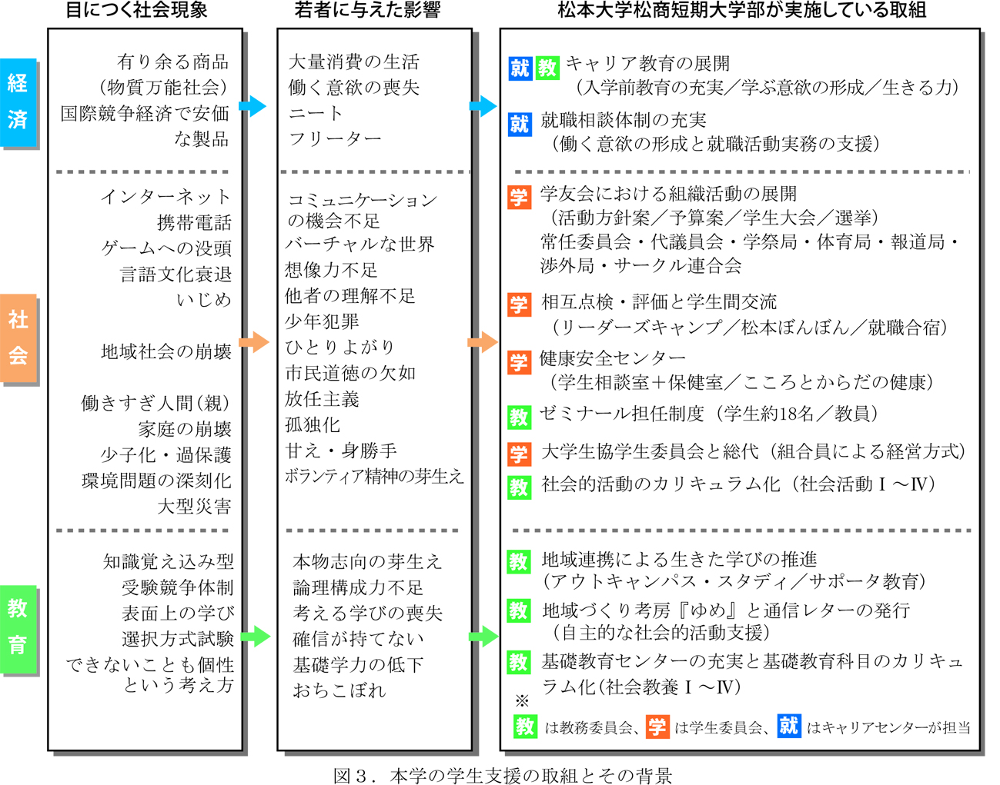 目につく社会現象
若者に与えた影響
松本大学松商短期大学部が実施している取組
経済
有り余る商品
(物質万能社会)
国際競争経済で安価
な製品
大量消費の生活
働く意欲の喪失
ニート
フリーター
就 教 キャリア教育の展開
(入学前教育の充実／学ぶ意欲の形成／生きる力)
就 就職相談体制の充実
(働く意欲の形成と就職活動実務の支援)
社会
インターネット
携帯電話
ゲームへの没頭
言語文化衰退
いじめ
地域社会の崩壊
働きすぎ人間(親)
家庭の崩壊
少子化・過保護
環境問題の深刻化
大型災害
コミュニケーション
の機会不足
バーチャルな世界
想像力不足
他者の理解不足
少年犯罪
ひとりよがり
市民道徳の欠如
放任主義
孤独化
甘え・身勝手
ボランティア精神の芽生え
学 学友会における組織活動の展開
(活動方針案／予算案／学生大会／選挙)
常任委員会・代議員会・学祭局・体育局・報道局・
渉外局・サークル連合会
学 相互点検・評価と学生間交流
(リーダーズキャンプ／松本ぼんぼん／就職合宿)
学 健康安全センター
(学生相談室＋保健室／こころとからだの健康)
教 ゼミナール担任制度 (学生約18名／教員)
学 大学生協学生委員会と総代 (組合員による経営方式)
教 社会的活動のカリキュラム化 (社会活動Ⅰ～Ⅳ)
教育
知識覚え込み型
受験競争体制
表面上の学び
選択方式試験
できないことも個性
という考え方
本物志向の芽生え
論理構成力不足
考える学びの喪失
確信が持てない
基礎学力の低下
おちこぼれ
教 地域連携による生きた学びの推進
(アウトキャンパス・スタディ／サポータ教育)
教 地域づくり考房『ゆめ』と通信レターの発行
(自主的な社会的活動支援)
教 基礎教育センターの充実と基礎教育科目のカリキュ
ラム化(社会教養Ⅰ～Ⅳ)
※
教 は教務委員会、学 は学生委員会、就 はキャリアセンターが担当
図３．本学の学生支援の取組とその背景